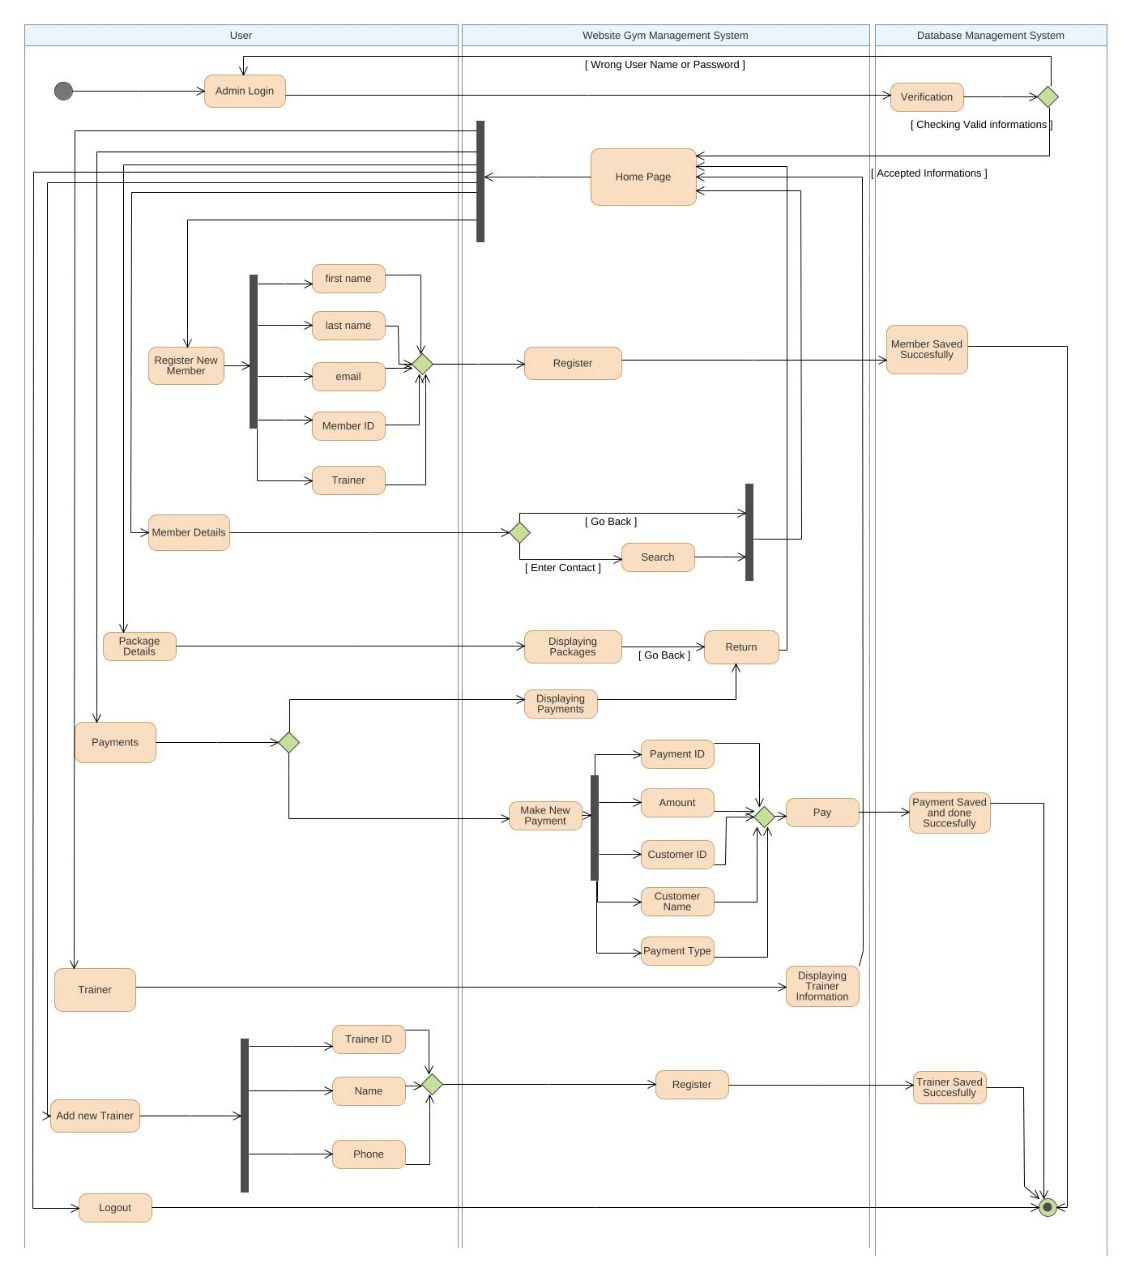 User
Website Gym Management System
Database Management System
[ Wrong User Name or Password ]
Admin Login
Verification
[ Checking Valid informations ]
Home Page
[ Accepted Informations ]
first name
last name
Register New
Member
email
Member ID
Trainer
Register
Member Saved
Succesfully
Member Details
[ Go Back ]
Search
[ Enter Contact ]
Package
Details
Displaying
Packages
[ Go Back ]
Return
Displaying
Payments
Payments
Payment ID
Make New
Payment
Amount
Pay
Payment Saved
and done
Succesfully
Customer ID
Customer
Name
Payment Type
Trainer
Displaying
Trainer
Information
Trainer ID
Name
Register
Trainer Saved
Succesfully
Add new Trainer
Phone
Logout